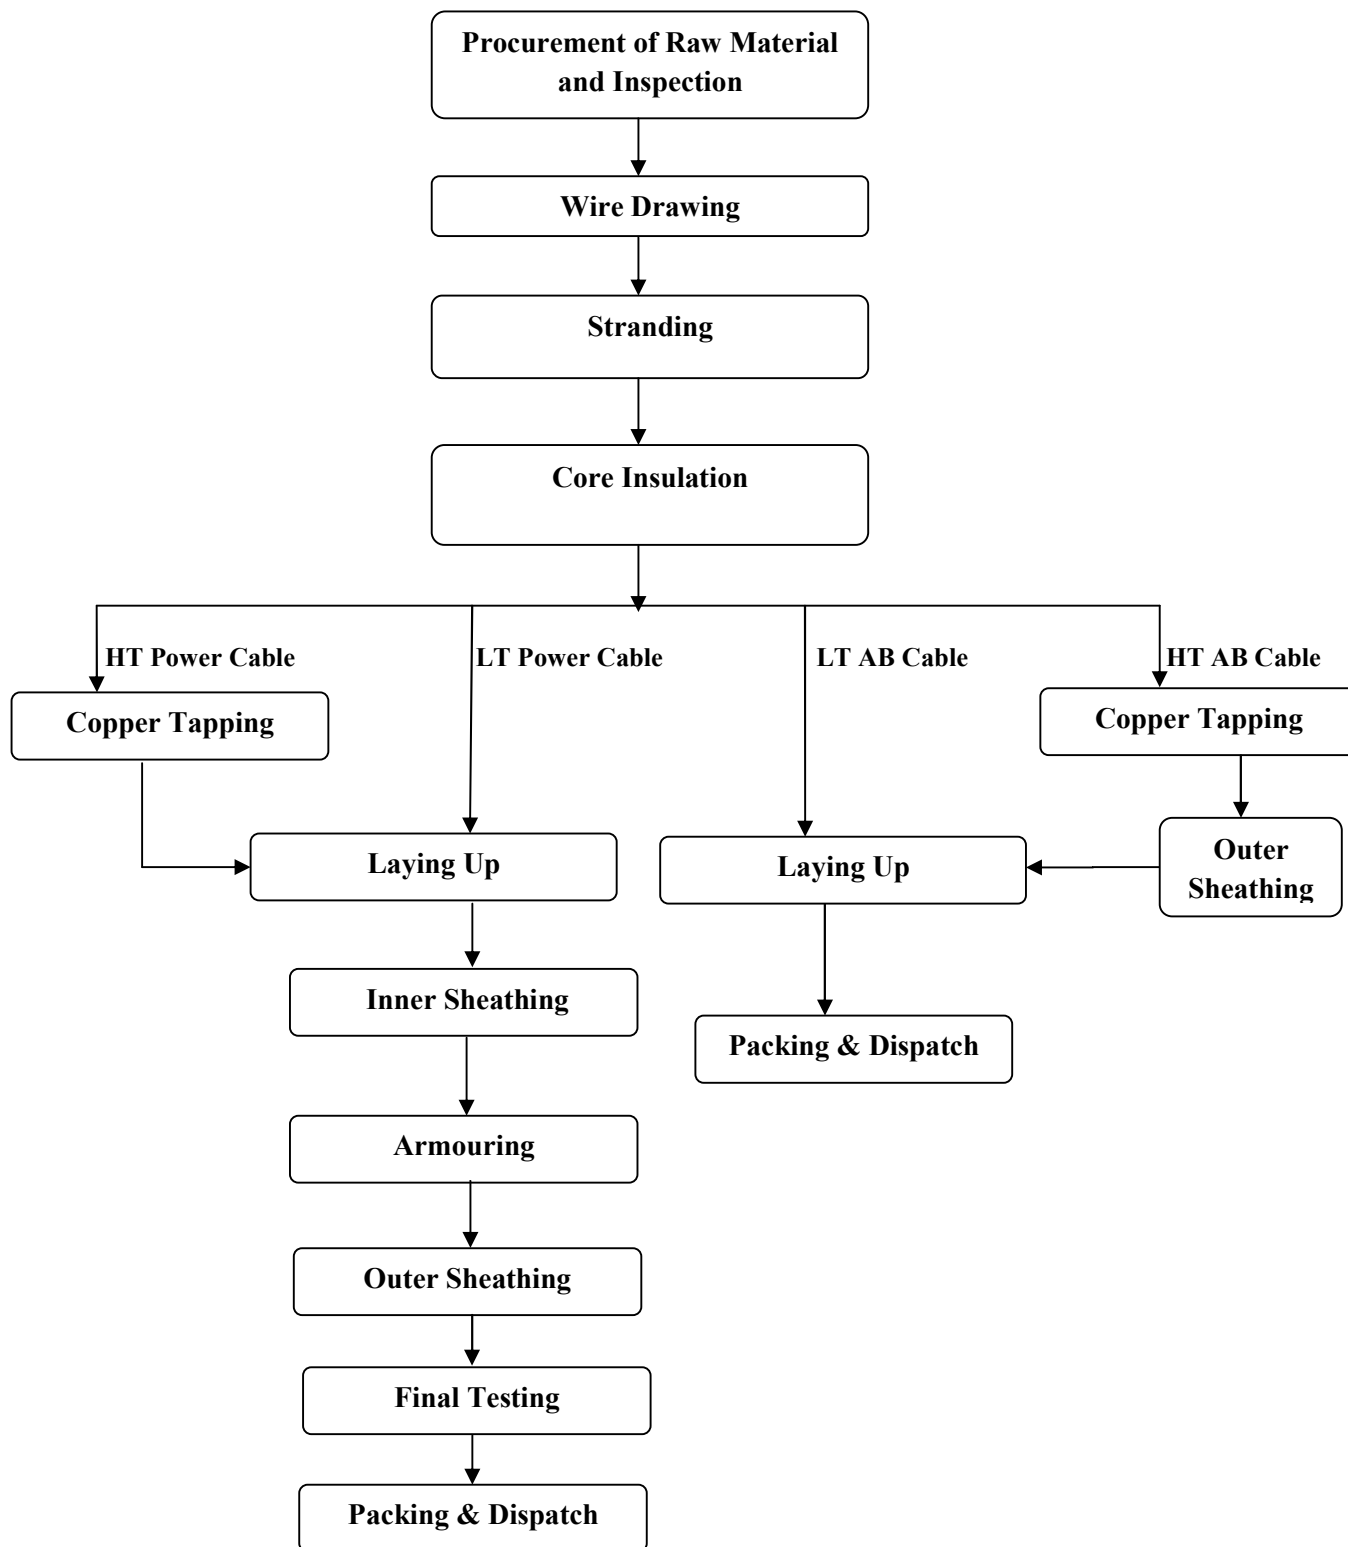 Procurement of Raw Material
and Inspection
Wire Drawing
Stranding
Core Insulation
HT Power Cable
LT Power Cable
LT AB Cable
HT AB Cable
Copper Tapping
Copper Tapping
Laying Up
Laying Up
Outer
Sheathing
Inner Sheathing
Packing & Dispatch
Armouring
Outer Sheathing
Final Testing
Packing & Dispatch